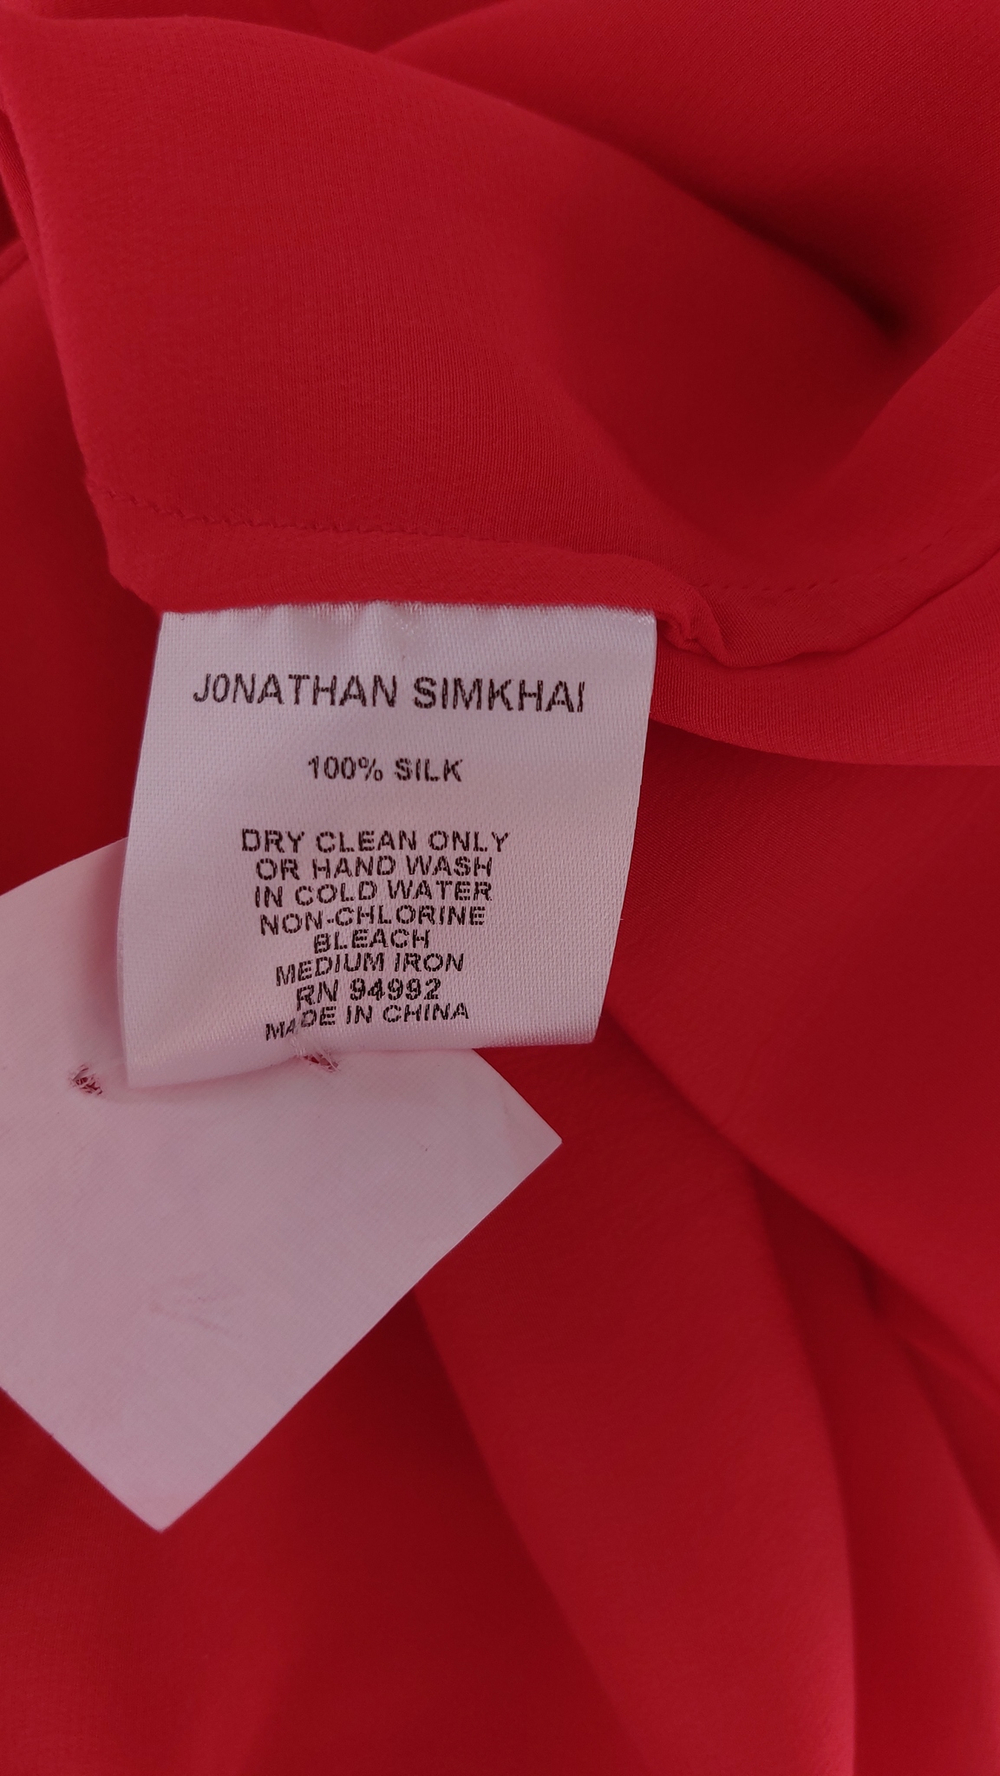 JONATHAN SIMKHAI
100% SILK
DRY CLEAN ONLY
OR HAND WASH
IN COLD WATER
NON-CHLORINE
BLEACH
MEDIUM IRON
RN 94992
MADE IN CHINA